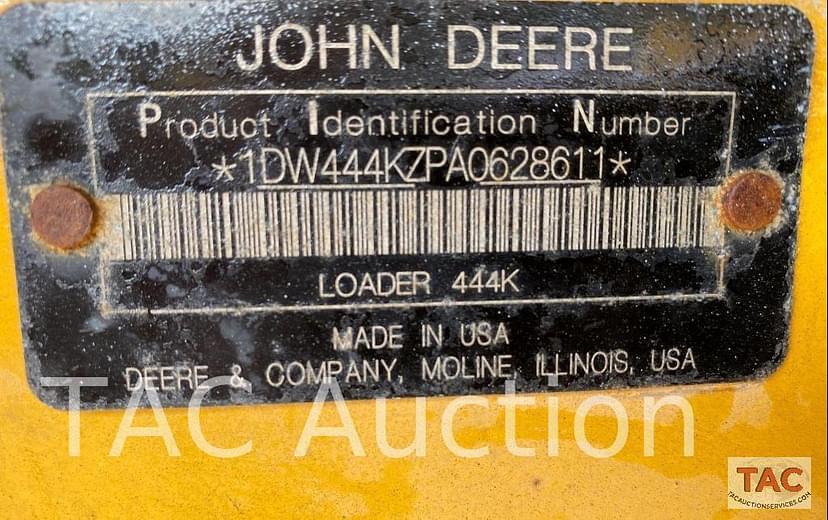 JOHN DEERE
Product Identification Number
*1DW444KZPA0628611*
LOADER 444K
MADE IN USA
DEERE & COMPANY, MOLINE, ILLINOIS, USA
TAC Auction
TAC
TACAUCTIONSERVICES.COM